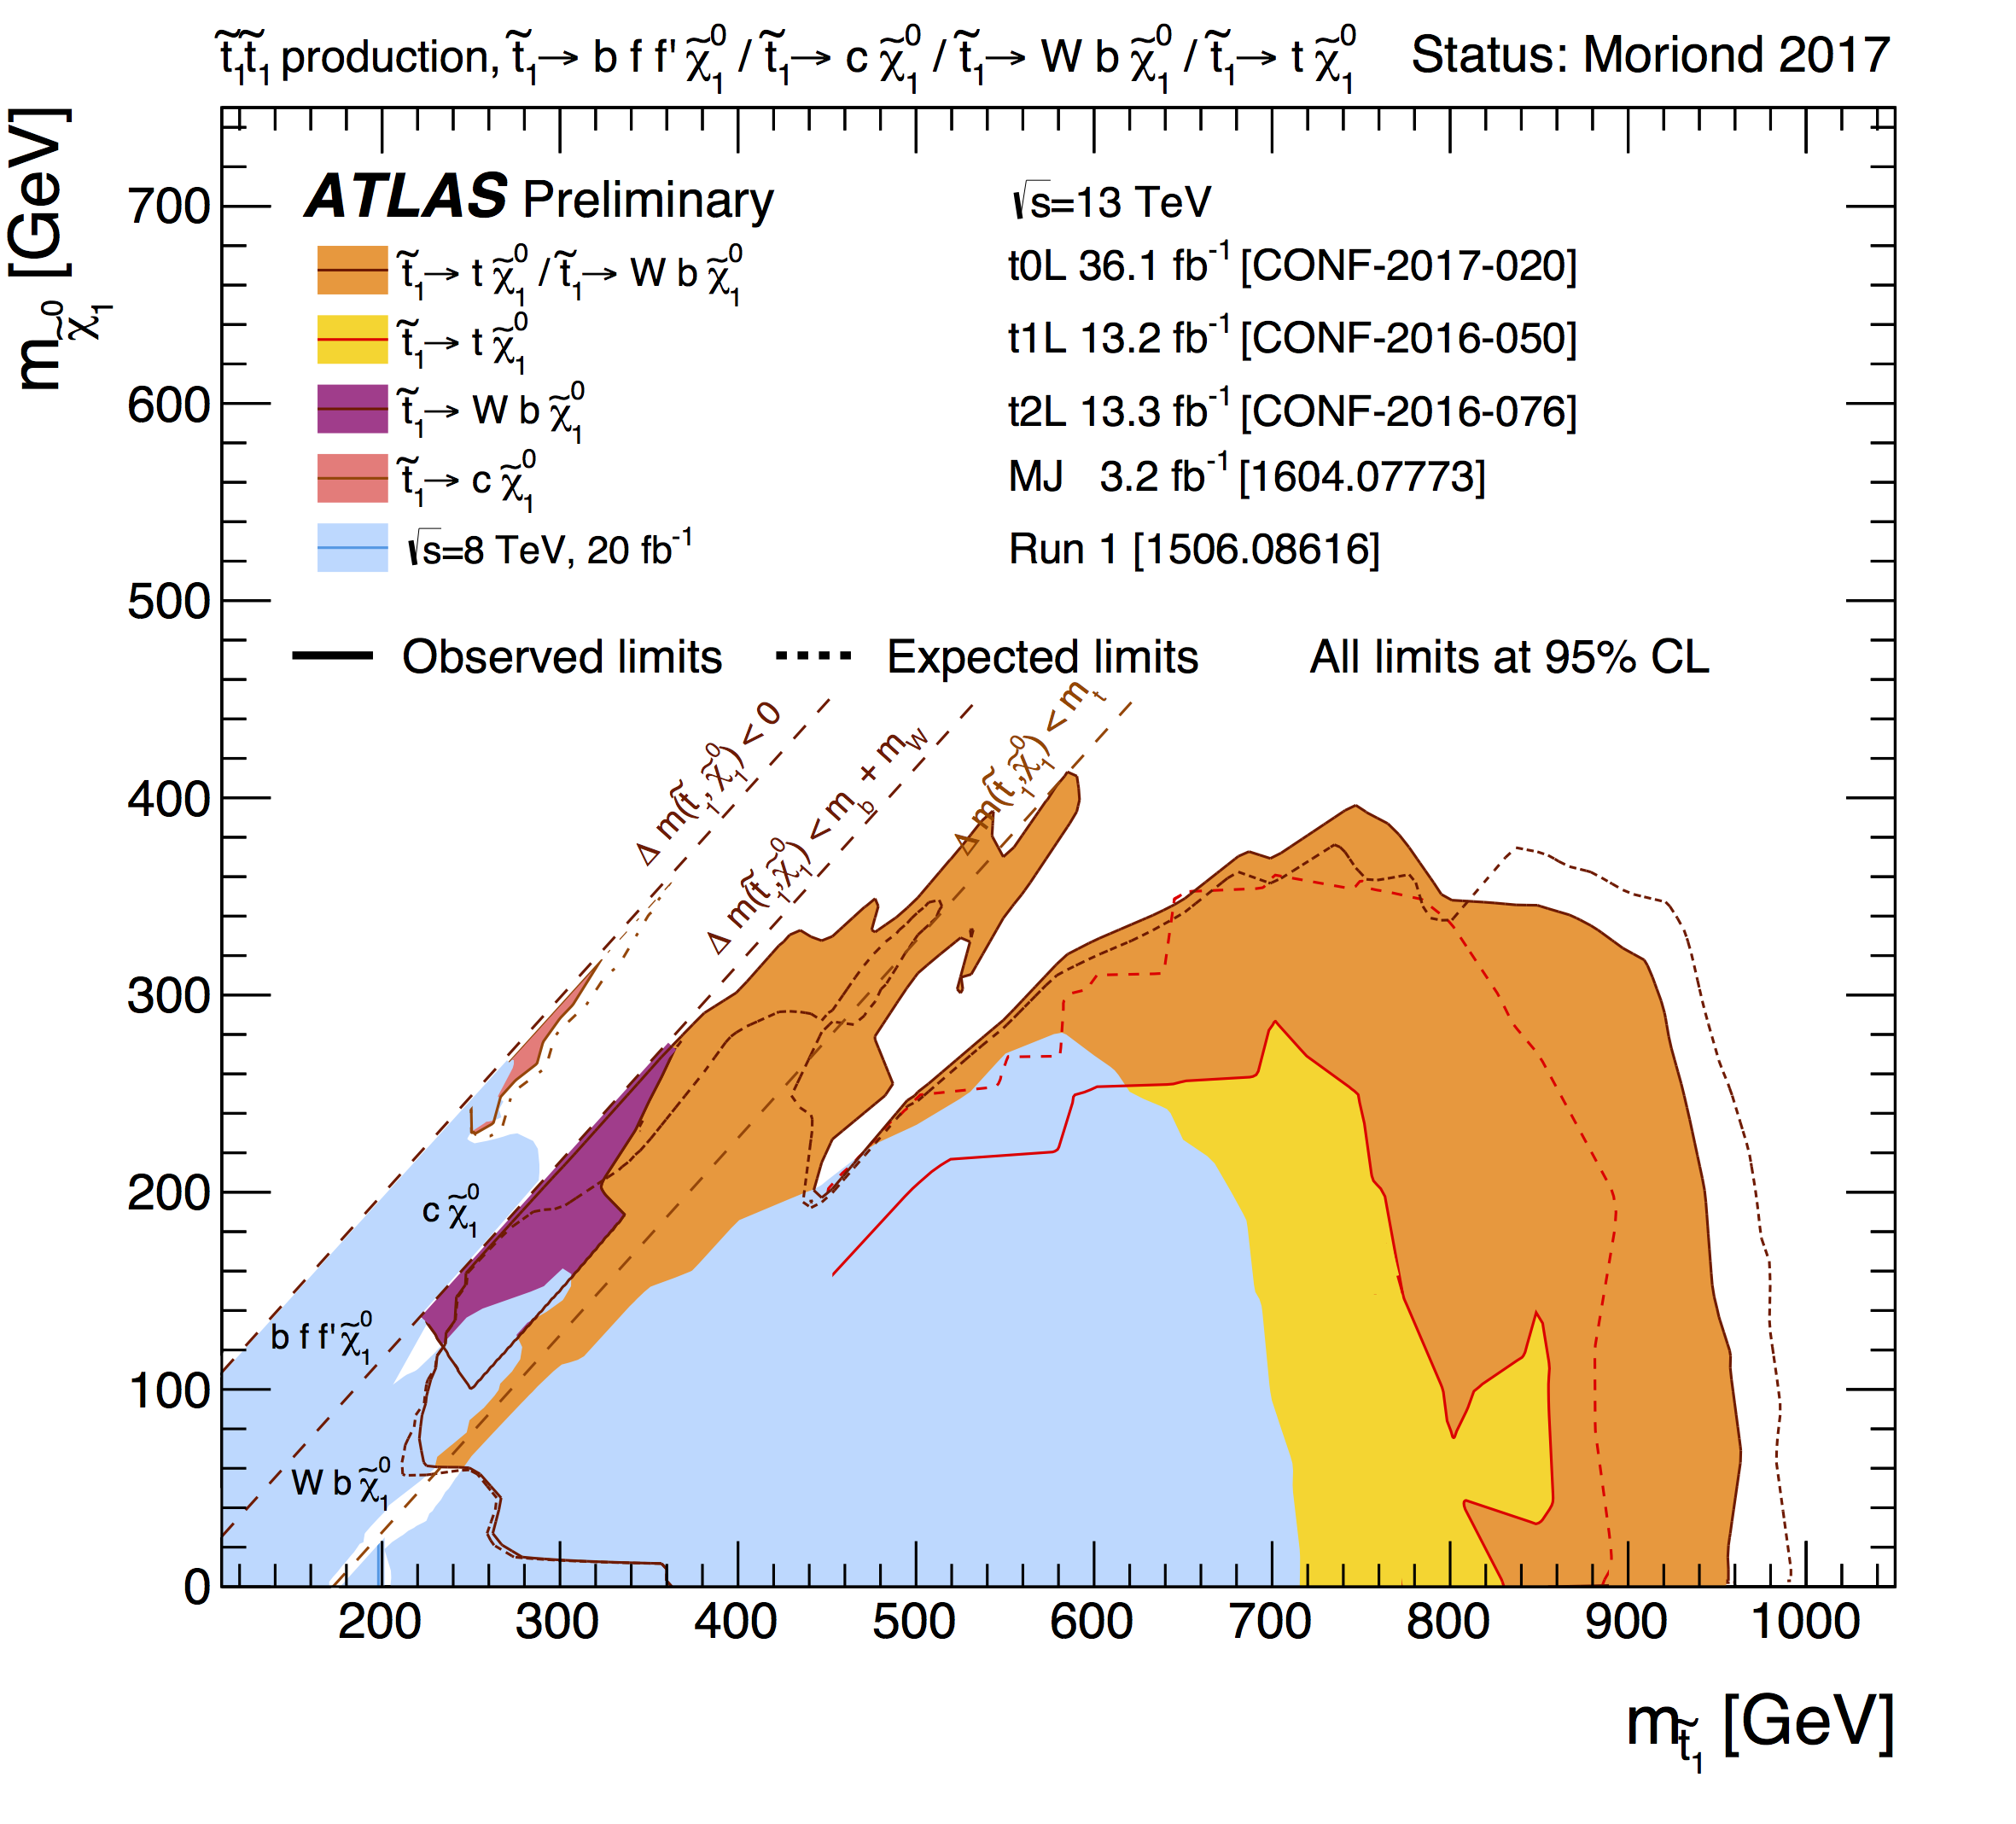 t̃₁t̃₁ production, t̃₁→ b f f' χ̃₁⁰ / t̃₁→ c χ̃₁⁰ / t̃₁→ W b χ̃₁⁰ / t̃₁→ t χ̃₁⁰ Status: Moriond 2017
m_χ̃₁⁰ [GeV]
ATLAS Preliminary
t̃₁→ t χ̃₁⁰ / t̃₁→ W b χ̃₁⁰
t̃₁→ t χ̃₁⁰
t̃₁→ W b χ̃₁⁰
t̃₁→ c χ̃₁⁰
√s=8 TeV, 20 fb⁻¹
√s=13 TeV
t0L 36.1 fb⁻¹ [CONF-2017-020]
t1L 13.2 fb⁻¹ [CONF-2016-050]
t2L 13.3 fb⁻¹ [CONF-2016-076]
MJ 3.2 fb⁻¹ [1604.07773]
Run 1 [1506.08616]
Observed limits Expected limits All limits at 95% CL
Δ m(t̃₁,χ̃₁⁰) < 0
Δ m(t̃₁,χ̃₁⁰) < m_b + m_W
Δ m(t̃₁,χ̃₁⁰) < m_t
c χ̃₁⁰
b f f' χ̃₁⁰
W b χ̃₁⁰
700
600
500
400
300
200
100
0
200 300 400 500 600 700 800 900 1000
m_t̃₁ [GeV]